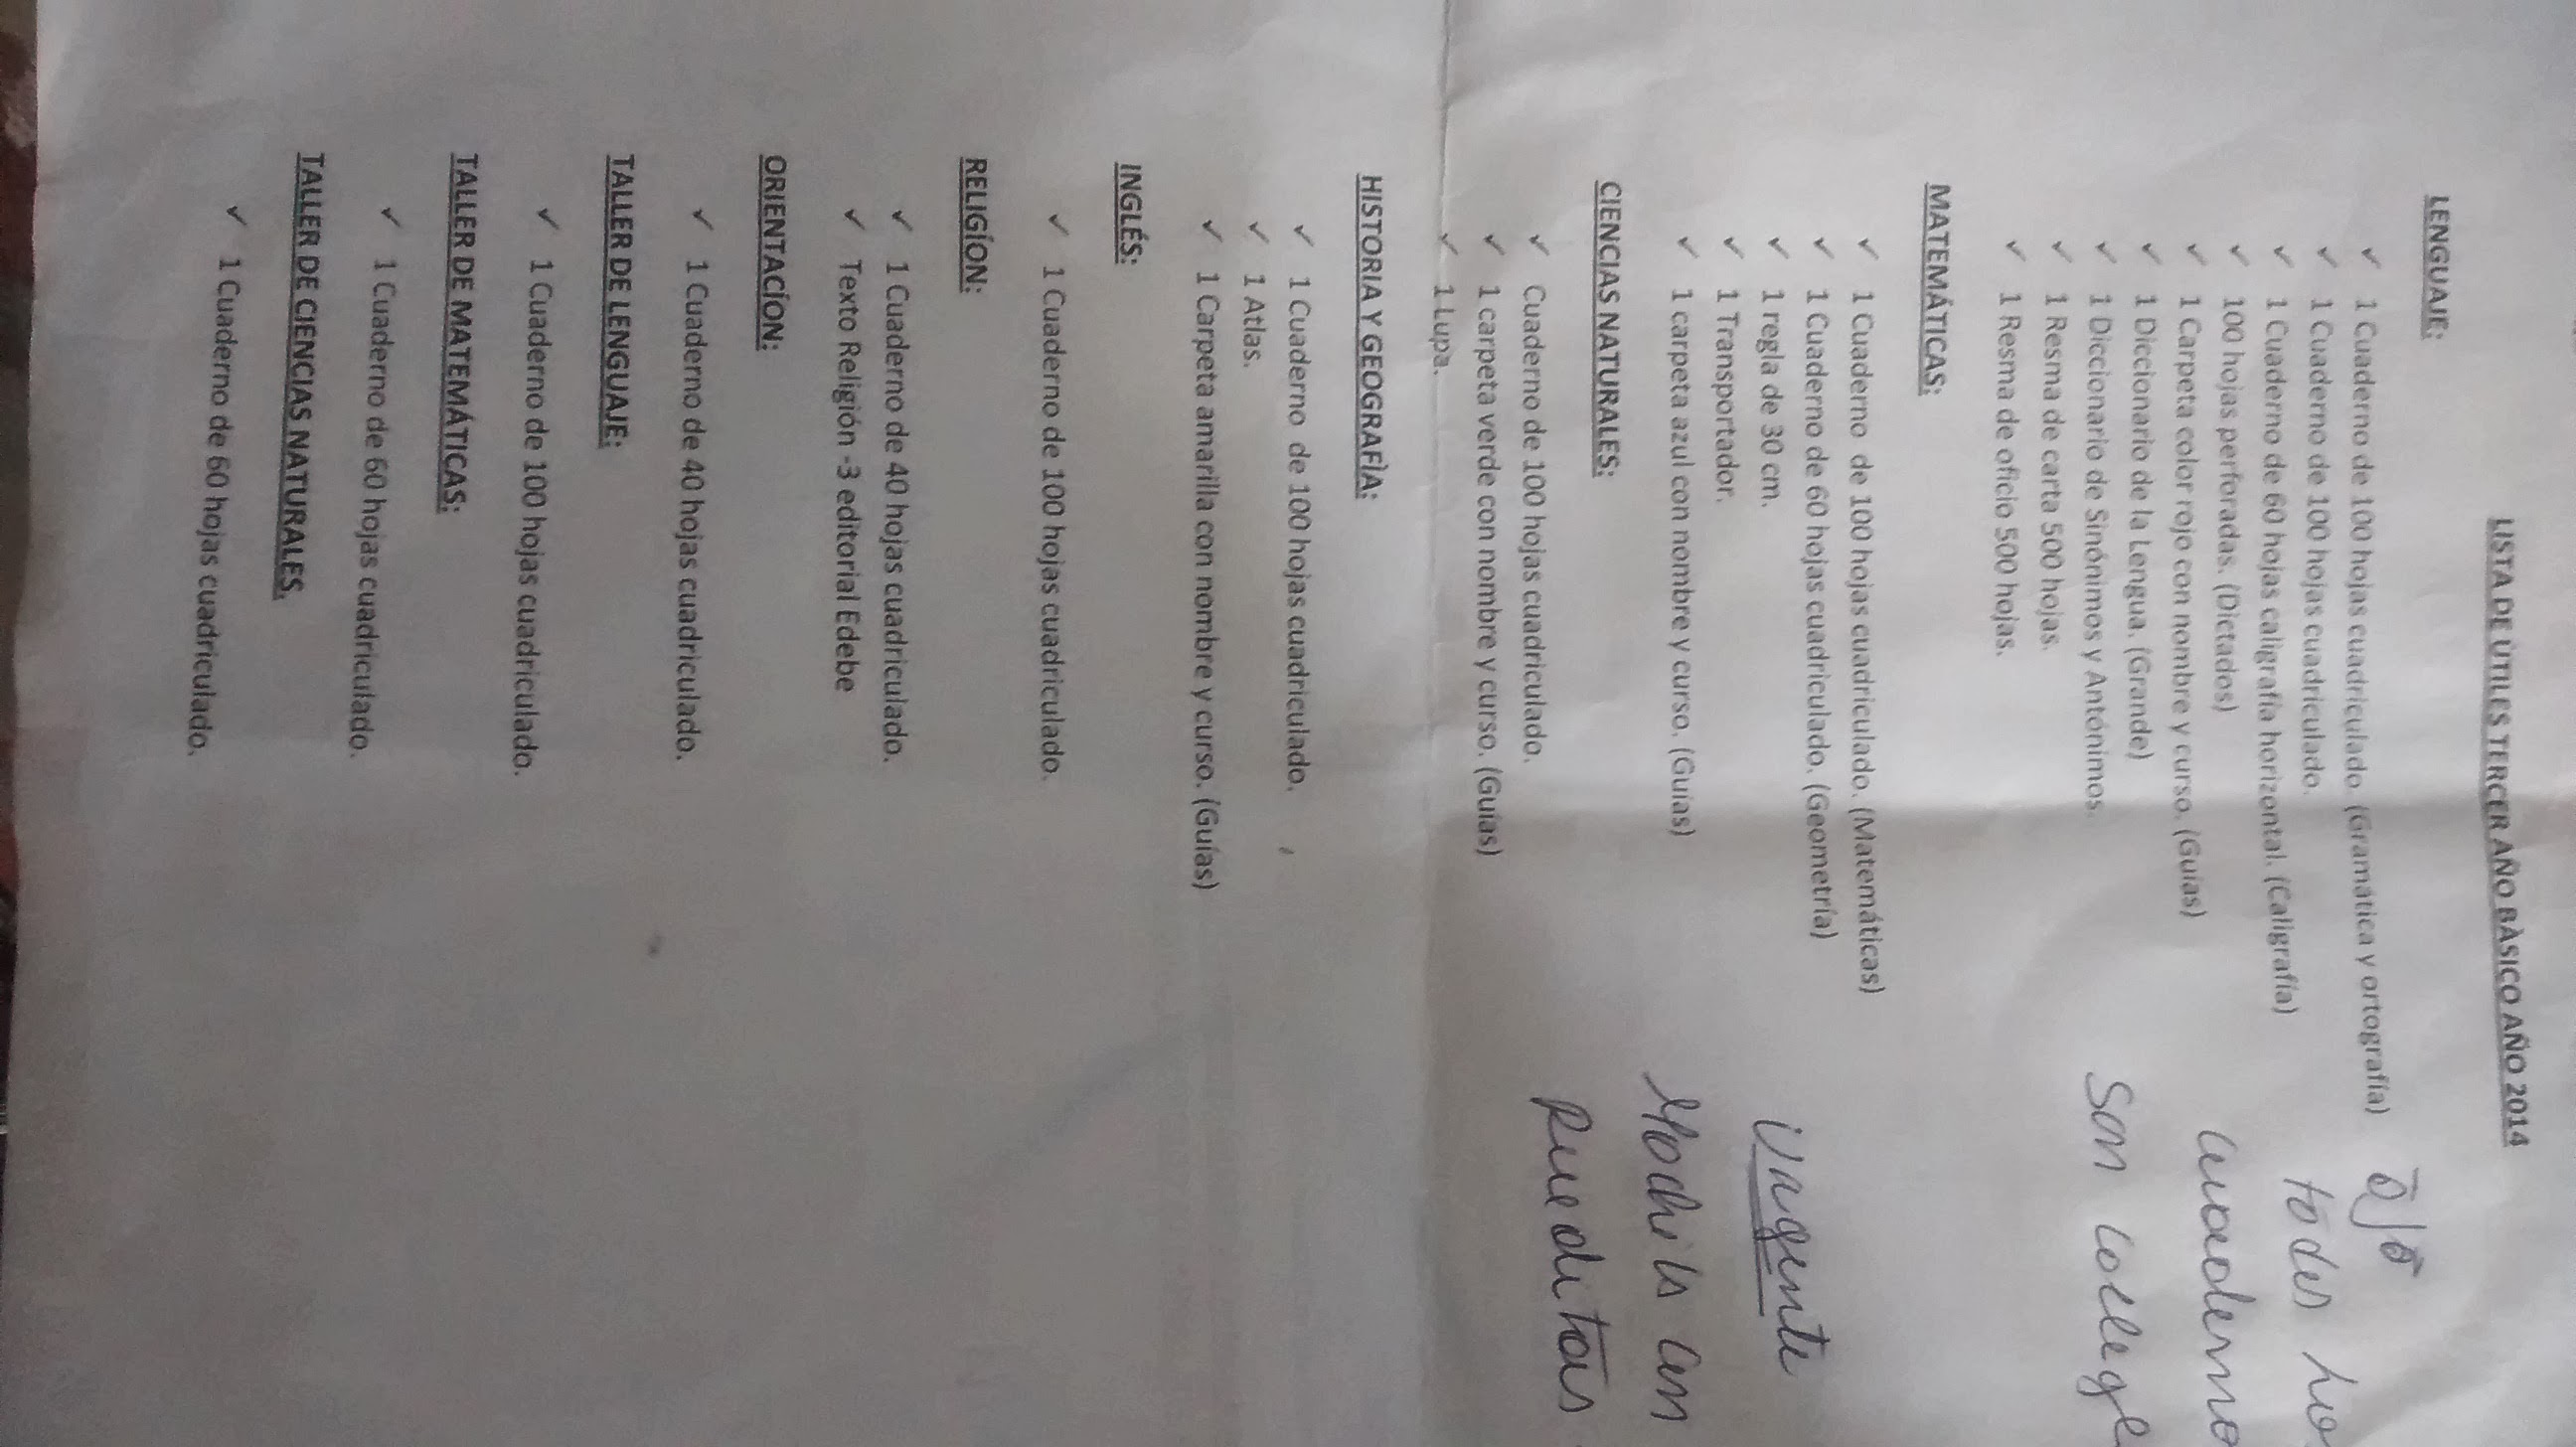 LISTA DE ÚTILES TERCER AÑO BÀSICO AÑO 2014
LENGUAJE:
✓ 1 Cuaderno de 100 hojas cuadriculado. (Gramática y ortografía)
✓ 1 Cuaderno de 100 hojas cuadriculado.
✓ 1 Cuaderno de 60 hojas caligrafía horizontal. (Caligrafía)
✓ 100 hojas perforadas. (Dictados)
✓ 1 Carpeta color rojo con nombre y curso. (Guías)
✓ 1 Diccionario de la Lengua. (Grande)
✓ 1 Diccionario de Sinónimos y Antónimos.
✓ 1 Resma de carta 500 hojas.
✓ 1 Resma de oficio 500 hojas.
OJO
todos
cuaderno
son college
MATEMÁTICAS:
✓ 1 Cuaderno de 100 hojas cuadriculado. (Matemáticas)
✓ 1 Cuaderno de 60 hojas cuadriculado. (Geometría)
✓ 1 regla de 30 cm.
✓ 1 Transportador.
✓ 1 carpeta azul con nombre y curso. (Guías)
Urgente
Mochila con
Rueditas
CIENCIAS NATURALES:
✓ Cuaderno de 100 hojas cuadriculado.
✓ 1 carpeta verde con nombre y curso. (Guías)
✓ 1 Lupa.
HISTORIA Y GEOGRAFÌA:
✓ 1 Cuaderno de 100 hojas cuadriculado.
✓ 1 Atlas.
✓ 1 Carpeta amarilla con nombre y curso. (Guías)
INGLÉS:
✓ 1 Cuaderno de 100 hojas cuadriculado.
RELIGÍON:
✓ 1 Cuaderno de 40 hojas cuadriculado.
✓ Texto Religión -3 editorial Edebe
ORIENTACÍON:
✓ 1 Cuaderno de 40 hojas cuadriculado.
TALLER DE LENGUAJE:
✓ 1 Cuaderno de 100 hojas cuadriculado.
TALLER DE MATEMÁTICAS:
✓ 1 Cuaderno de 60 hojas cuadriculado.
TALLER DE CIENCIAS NATURALES.
✓ 1 Cuaderno de 60 hojas cuadriculado.